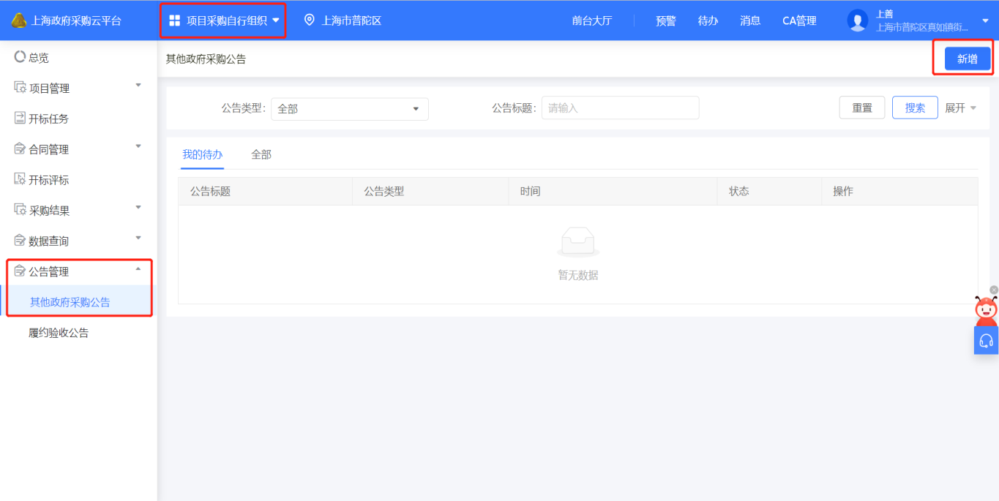 上海政府采购云平台
项目采购自行组织
上海市普陀区
前台大厅
预警
待办
消息
CA管理
上善
上海市普陀区真如镇街...
总览
项目管理
开标任务
合同管理
开标评标
采购结果
数据查询
公告管理
其他政府采购公告
履约验收公告
其他政府采购公告
新增
公告类型:
全部
公告标题:
请输入
重置
搜索
展开
我的待办
全部
公告标题
公告类型
时间
状态
操作
暂无数据